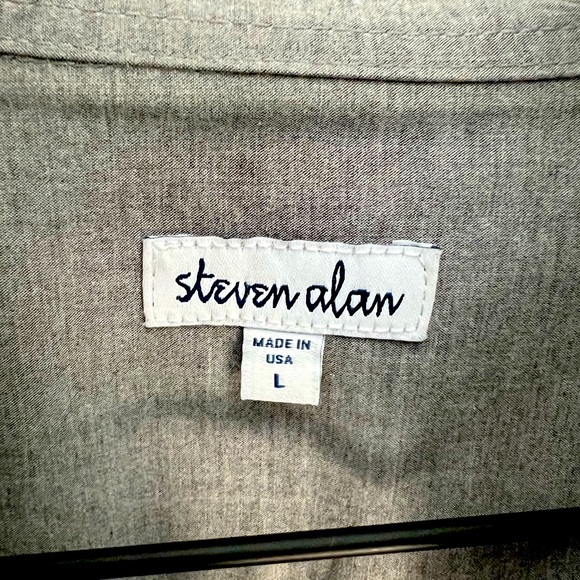 steven alan
MADE IN
USA
L